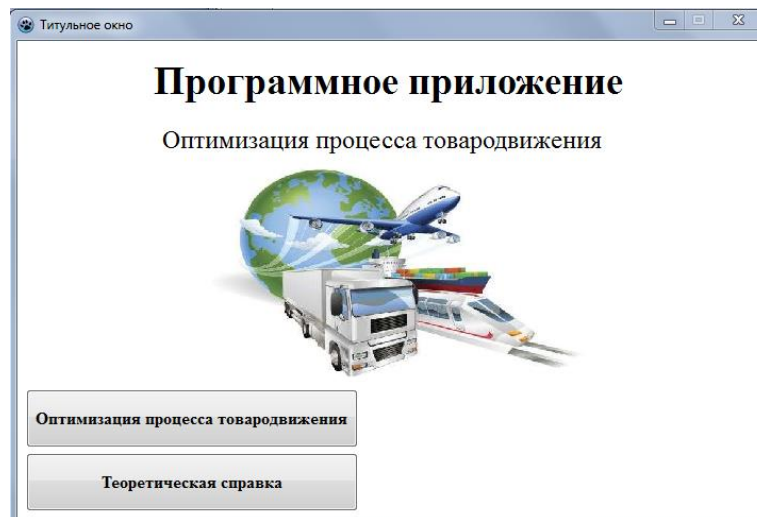 Титульное окно
Программное приложение
Оптимизация процесса товародвижения
Оптимизация процесса товародвижения
Теоретическая справка